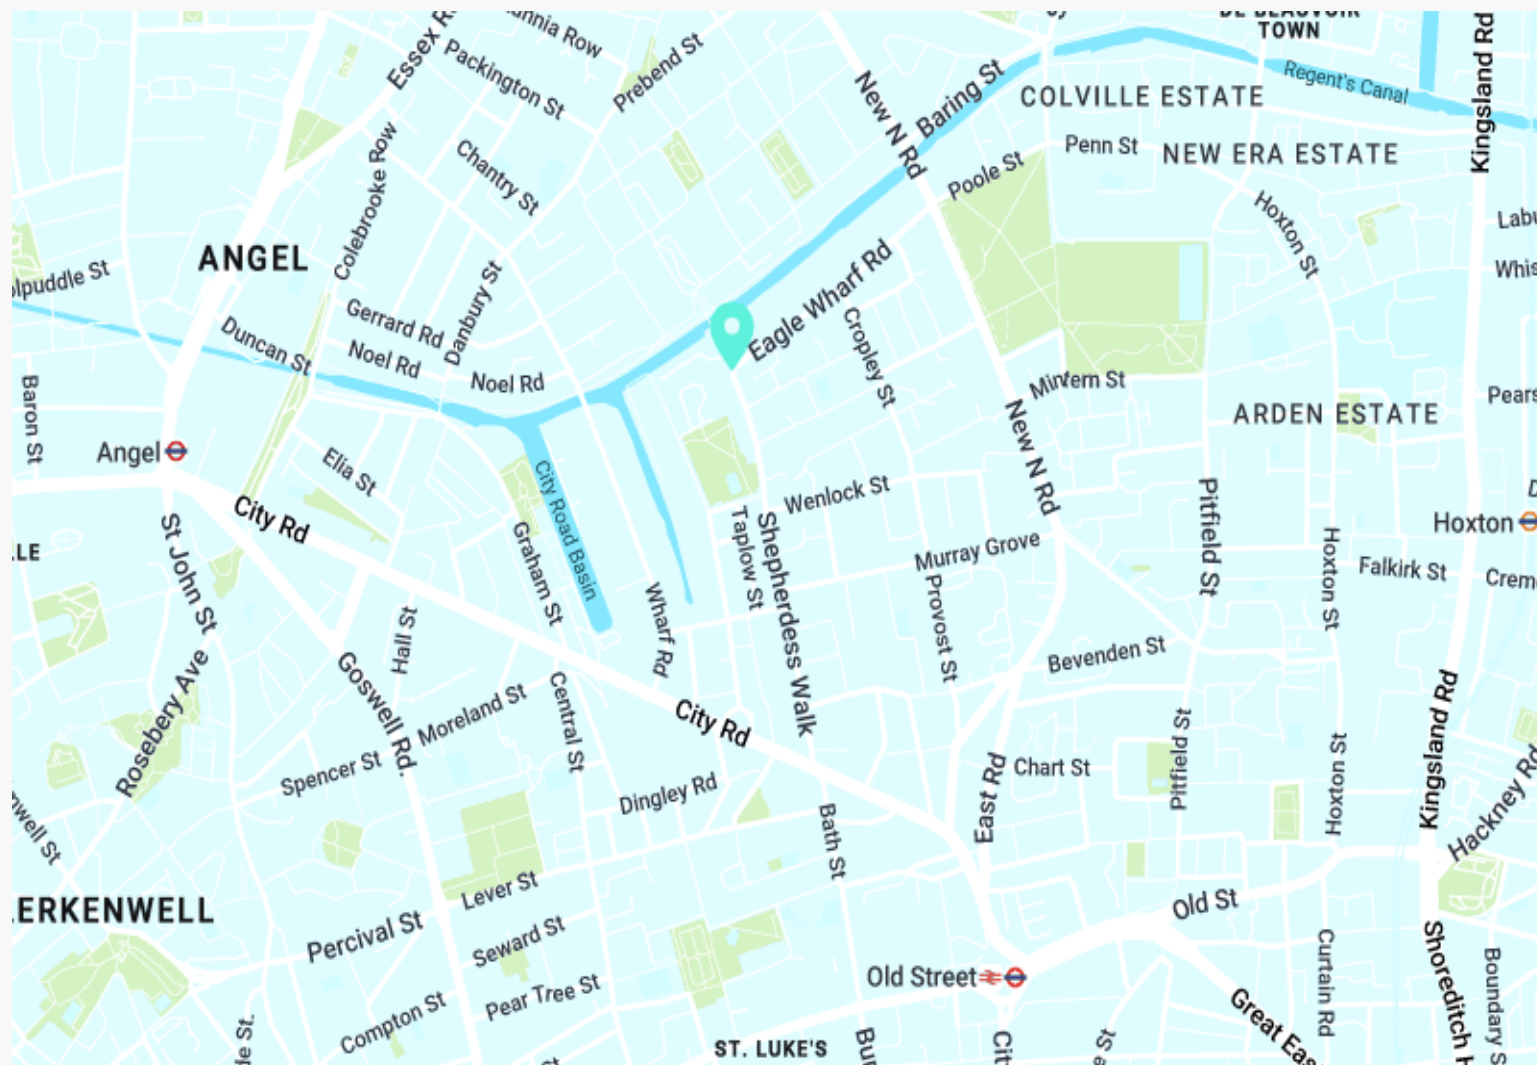 TOWN
Essex R
Row
Packington St
Prebend St
New N Rd
Baring St
Regent's Canal
Kingsland Rd
COLVILLE ESTATE
Penn St
NEW ERA ESTATE
Poole St
Chantry St
Colebrooke Row
Hoxton St
ANGEL
Danbury St
Gerrard Rd
Eagle Wharf Rd
Cropley St
Duncan St
Noel Rd
Noel Rd
Mintern St
Baron St
ARDEN ESTATE
Angel
Elia St
City Road Basin
City Rd
New N Rd
Wenlock St
Pitfield St
Hoxton
St John St
Graham St
Taplow St
Shepherdess Walk
Murray Grove
Hoxton St
Falkirk St
Wharf Rd
Provost St
Hall St
Bevenden St
Rosebery Ave
Goswell Rd.
Moreland St
Central St
City Rd
Kingsland Rd
Spencer St
Dingley Rd
East Rd
Chart St
Pitfield St
Hoxton St
Hackney Rd
Bath St
Lever St
ERKENWELL
Percival St
Old St
Seward St
Curtain Rd
Shoreditch H
Boundary S
Old Street
Pear Tree St
Compton St
Great Eas
ST. LUKE'S